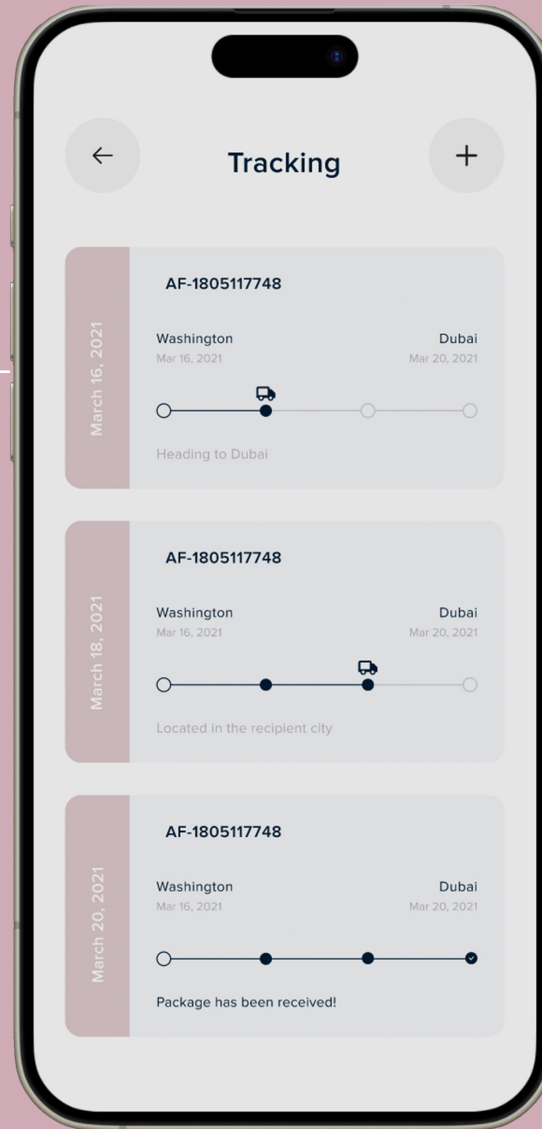 Tracking
March 16, 2021
AF-1805117748
Washington Dubai
Mar 16, 2021 Mar 20, 2021
Heading to Dubai
March 18, 2021
AF-1805117748
Washington Dubai
Mar 16, 2021 Mar 20, 2021
Located in the recipient city
March 20, 2021
AF-1805117748
Washington Dubai
Mar 16, 2021 Mar 20, 2021
Package has been received!